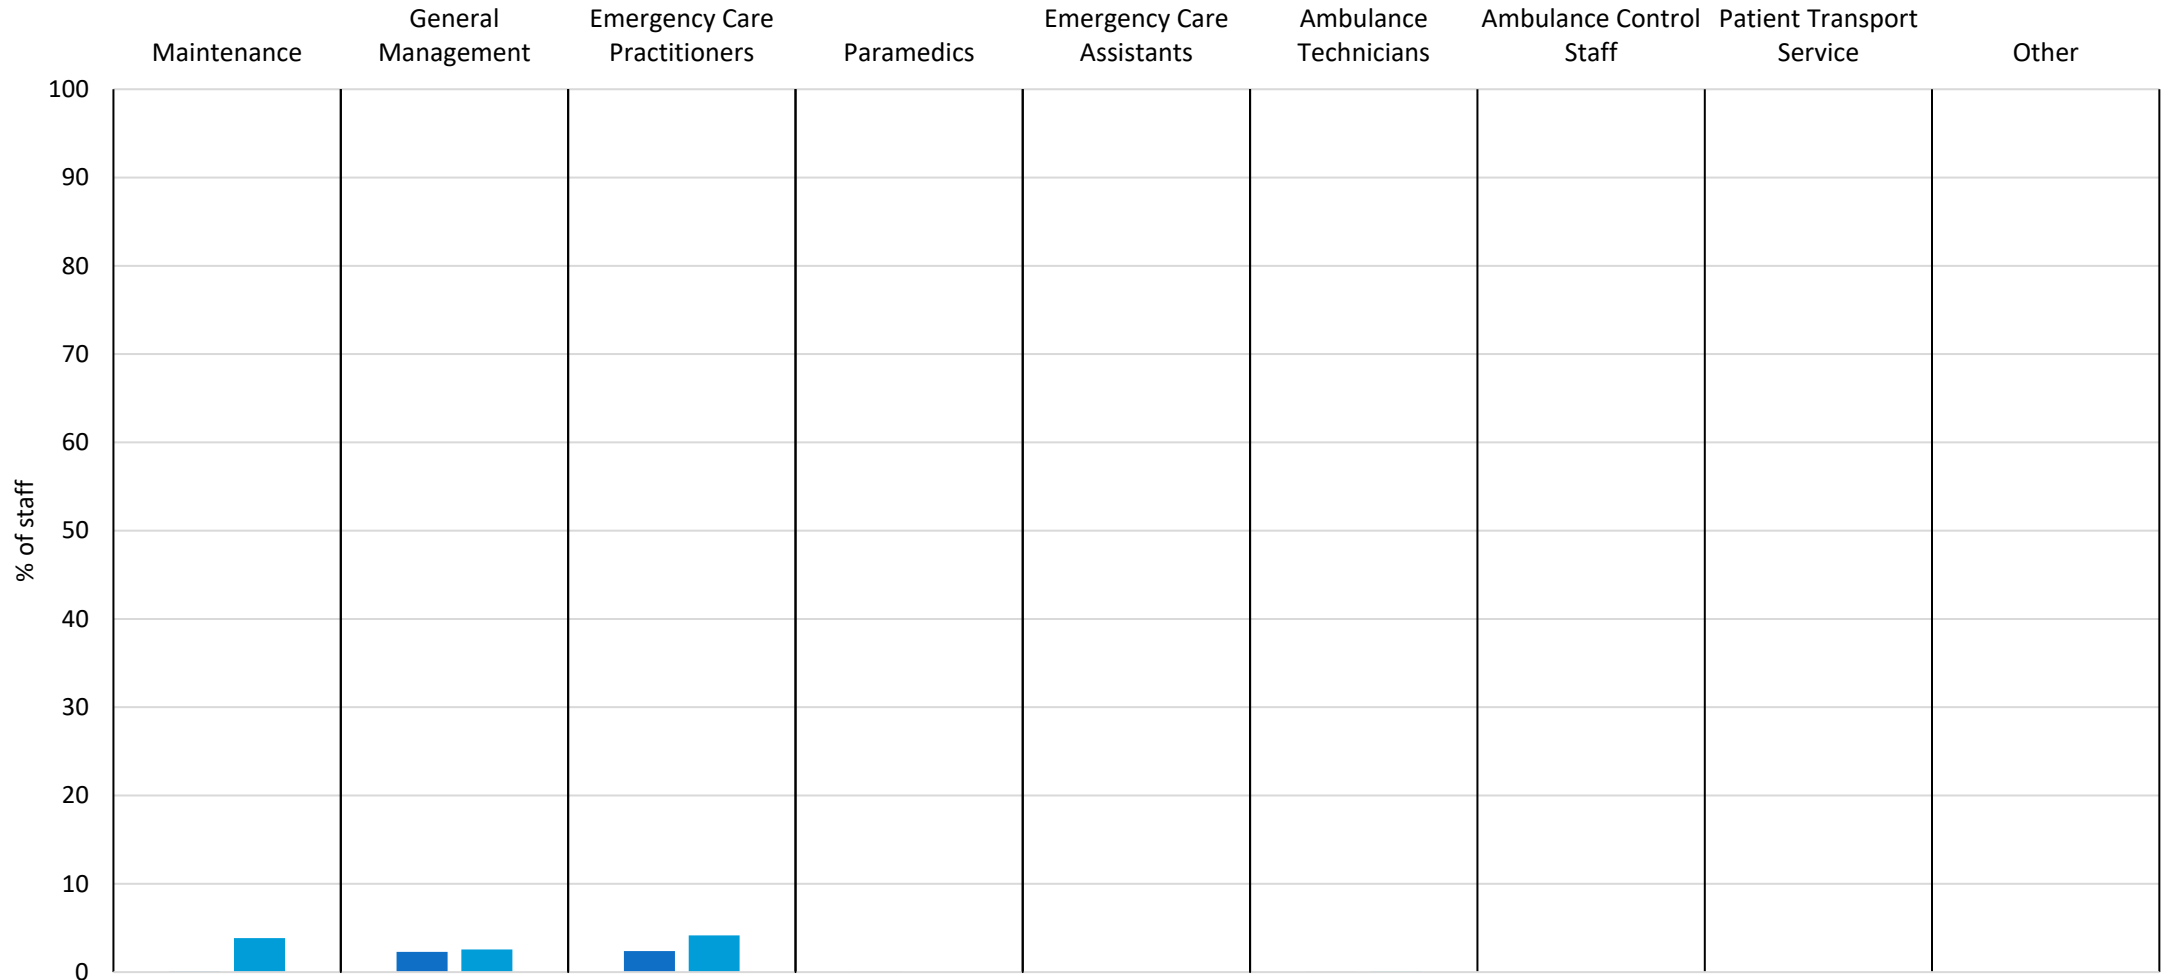 Maintenance
General
Management
Emergency Care
Practitioners
Paramedics
Emergency Care
Assistants
Ambulance
Technicians
Ambulance Control
Staff
Patient Transport
Service
Other
% of staff
100
90
80
70
60
50
40
30
20
10
0